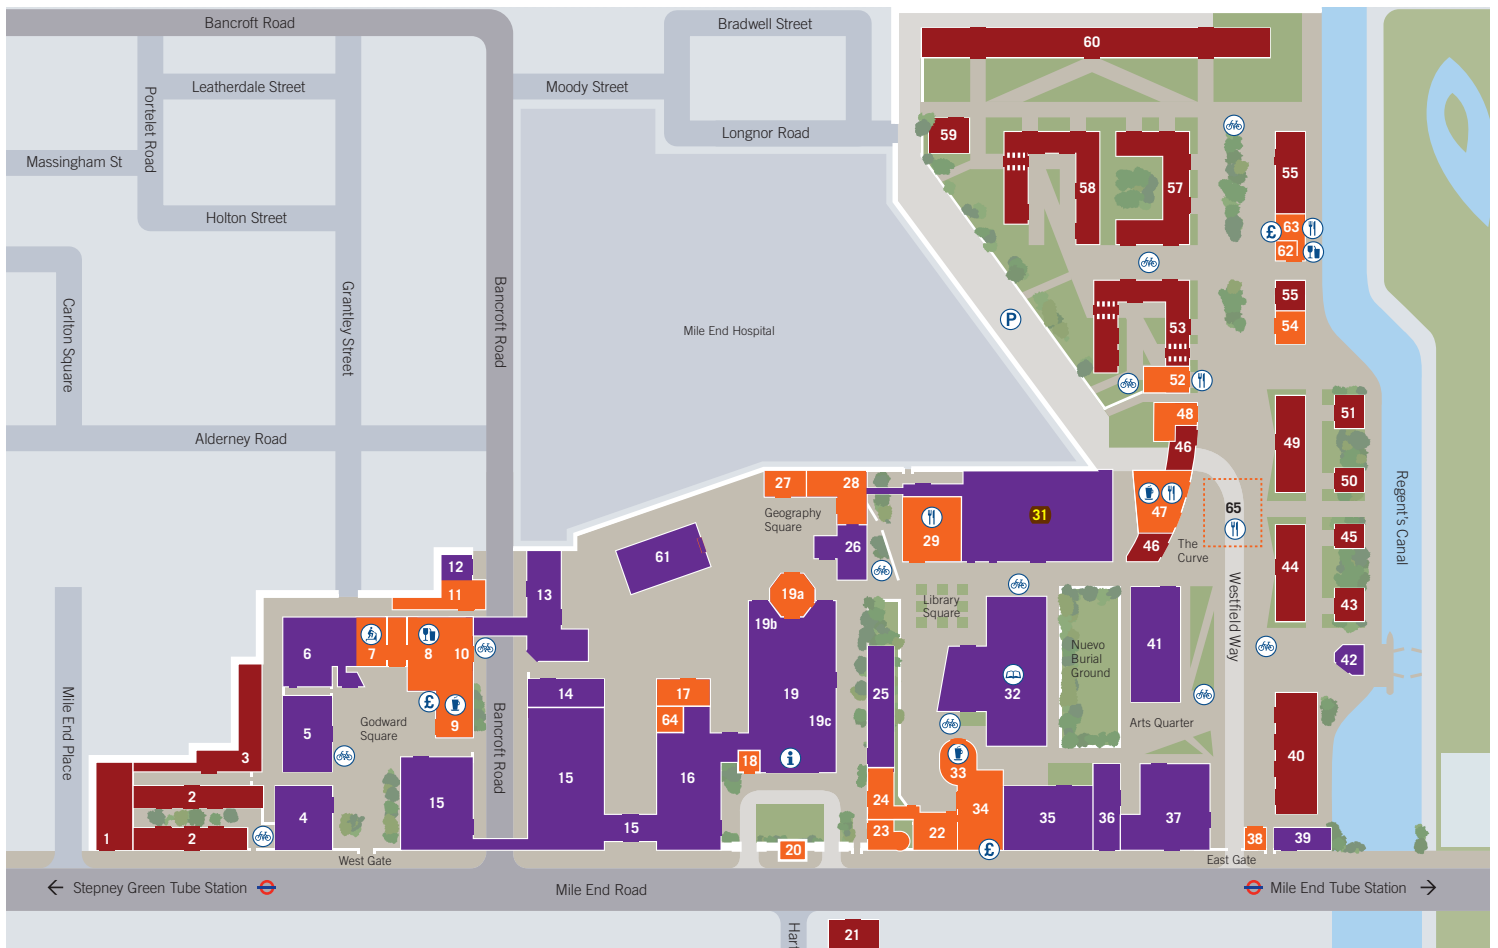 Bancroft Road
Bradwell Street
60
Leatherdale Street
Moody Street
Portelet Road
Longnor Road
59
Massingham St
55
58
57
Holton Street
£
63
62
Carlton Square
Grantley Street
Bancroft Road
Mile End Hospital
P
55
53
54
52
Alderney Road
48
51
46
49
27
28
50
Geography
Square
31
47
65
Regent's Canal
29
45
46
The
Curve
26
61
12
44
11
13
19a
Library
Square
43
Westfield Way
19b
6
7
8
10
41
Nuevo
Burial
Ground
42
Mile End Place
14
17
19
25
32
£
64
19c
Arts Quarter
9
Godward
Square
5
Bancroft Road
3
18
i
40
33
15
16
2
24
15
34
4
35
36
37
15
1
2
23
22
38
39
20
£
West Gate
East Gate
Stepney Green Tube Station
Mile End Road
Mile End Tube Station
21